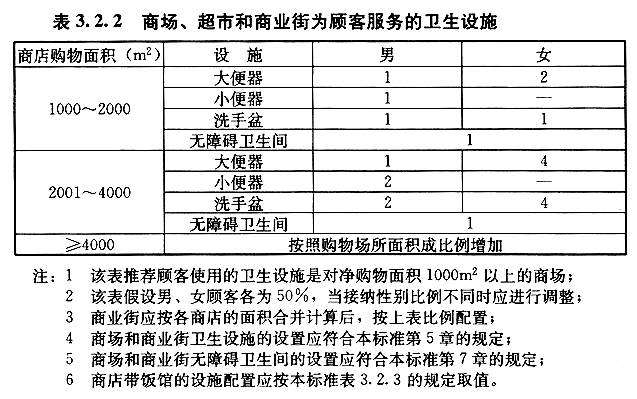 表 3.2.2 商场、超市和商业街为顾客服务的卫生设施
商店购物面积（m²） 设 施 男 女
1000～2000 大便器 1 2
小便器 1 —
洗手盆 1 1
无障碍卫生间 1
2001～4000 大便器 1 4
小便器 2 —
洗手盆 2 4
无障碍卫生间 1
≥4000 按照购物场所面积成比例增加
注：1 该表推荐顾客使用的卫生设施是对净购物面积 1000m² 以上的商场；
2 该表假设男、女顾客各为 50%，当接纳性别比例不同时应进行调整；
3 商业街应按各商店的面积合并计算后，按上表比例配置；
4 商场和商业街卫生设施的设置应符合本标准第 5 章的规定；
5 商场和商业街无障碍卫生间的设置应符合本标准第 7 章的规定；
6 商店带饭馆的设施配置应按本标准表 3.2.3 的规定取值。